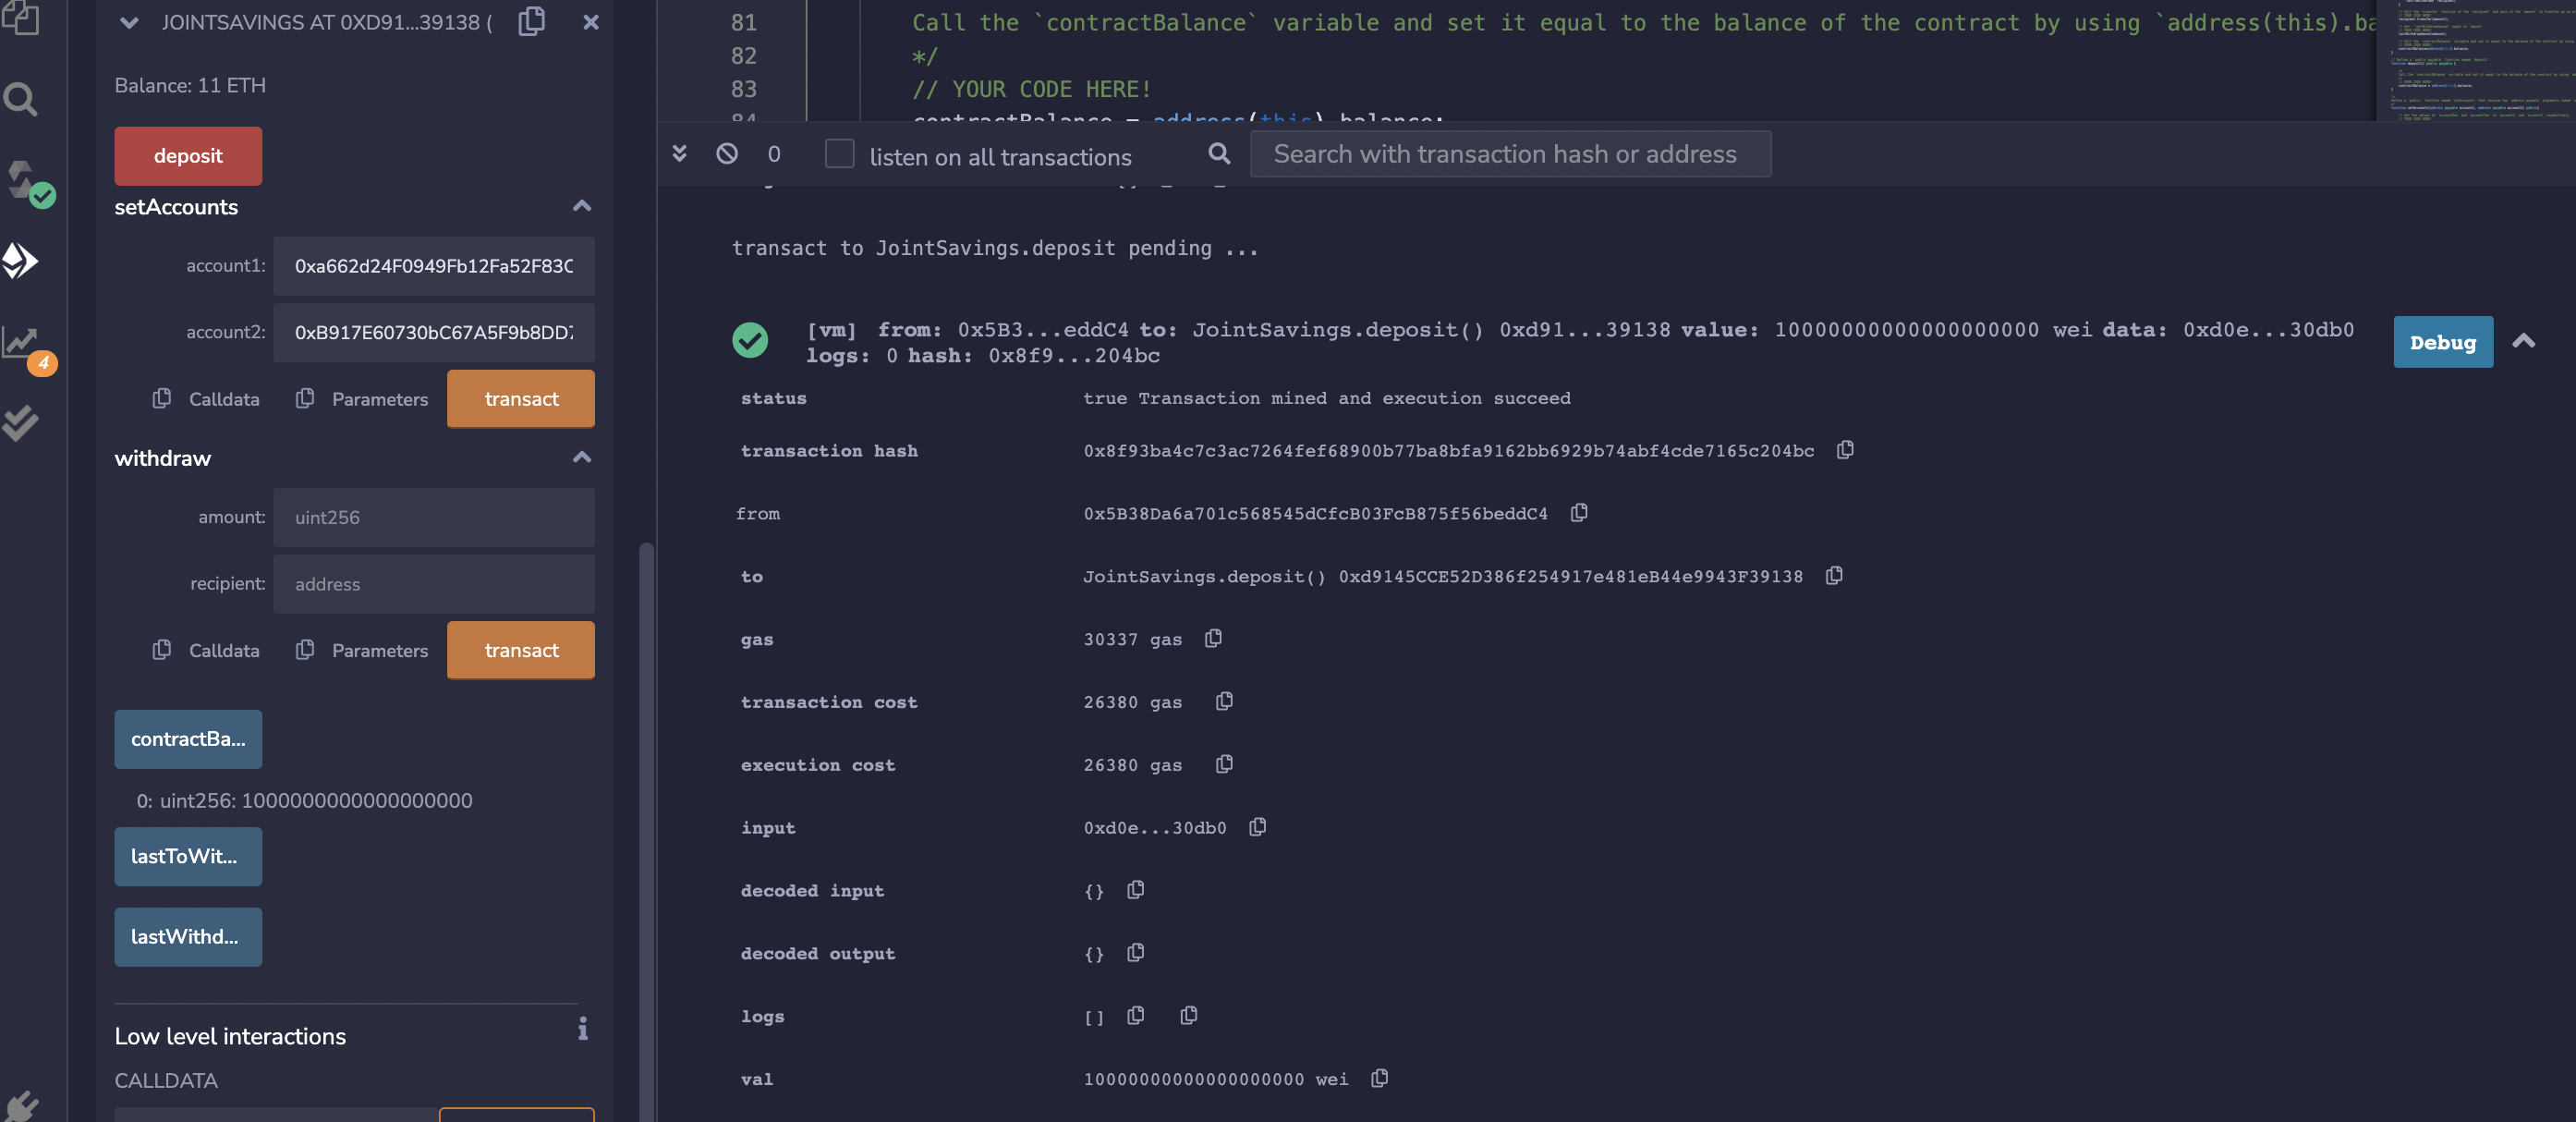 JOINTSAVINGS AT 0XD91...39138 (
Balance: 11 ETH
deposit
setAccounts
account1: 0xa662d24F0949Fb12Fa52F83C
account2: 0xB917E60730bC67A5F9b8DD7
Calldata Parameters transact
withdraw
amount: uint256
recipient: address
Calldata Parameters transact
contractBa...
0: uint256: 1000000000000000000
lastToWit...
lastWithd...
Low level interactions
i
CALLDATA
4
81 Call the `contractBalance` variable and set it equal to the balance of the contract by using `address(this).ba
82 */
83 // YOUR CODE HERE!
84 contractBalance = address(this).balance;
0 listen on all transactions Search with transaction hash or address
transact to JointSavings.deposit pending ...
[vm] from: 0x5B3...eddC4 to: JointSavings.deposit() 0xd91...39138 value: 10000000000000000000 wei data: 0xd0e...30db0
logs: 0 hash: 0x8f9...204bc
Debug
status true Transaction mined and execution succeed
transaction hash 0x8f93ba4c7c3ac7264fef68900b77ba8bfa9162bb6929b74abf4cde7165c204bc
from 0x5B38Da6a701c568545dCfcB03FcB875f56beddC4
to JointSavings.deposit() 0xd9145CCE52D386f254917e481eB44e9943F39138
gas 30337 gas
transaction cost 26380 gas
execution cost 26380 gas
input 0xd0e...30db0
decoded input {}
decoded output {}
logs []
val 10000000000000000000 wei